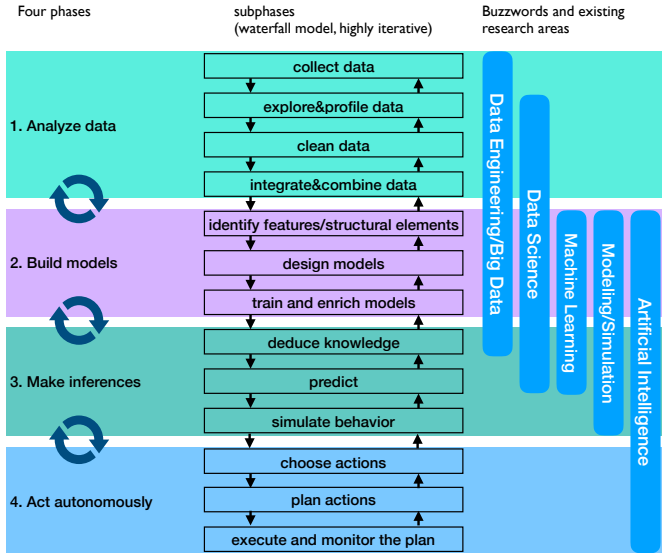 Four phases
subphases
(waterfall model, highly iterative)
Buzzwords and existing
research areas
1. Analyze data
collect data
explore&profile data
clean data
integrate&combine data
2. Build models
identify features/structural elements
design models
train and enrich models
3. Make inferences
deduce knowledge
predict
simulate behavior
4. Act autonomously
choose actions
plan actions
execute and monitor the plan
Data Engineering/Big Data
Data Science
Machine Learning
Modeling/Simulation
Artificial Intelligence